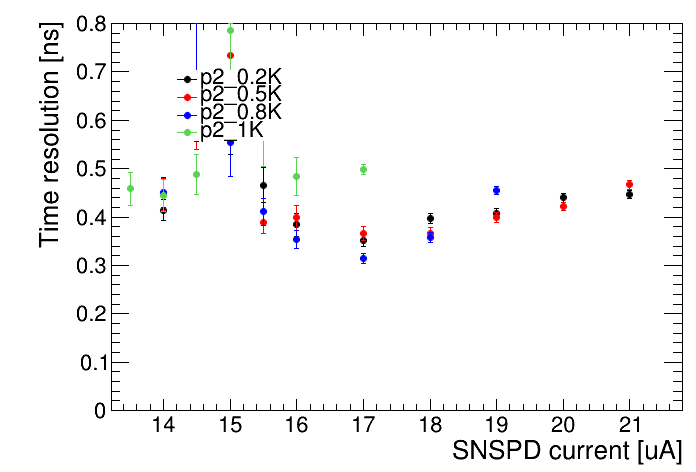 Time resolution [ns]
0.8
0.7
0.6
0.5
0.4
0.3
0.2
0.1
0
p2_0.2K
p2_0.5K
p2_0.8K
p2_1K
14 15 16 17 18 19 20 21
SNSPD current [uA]